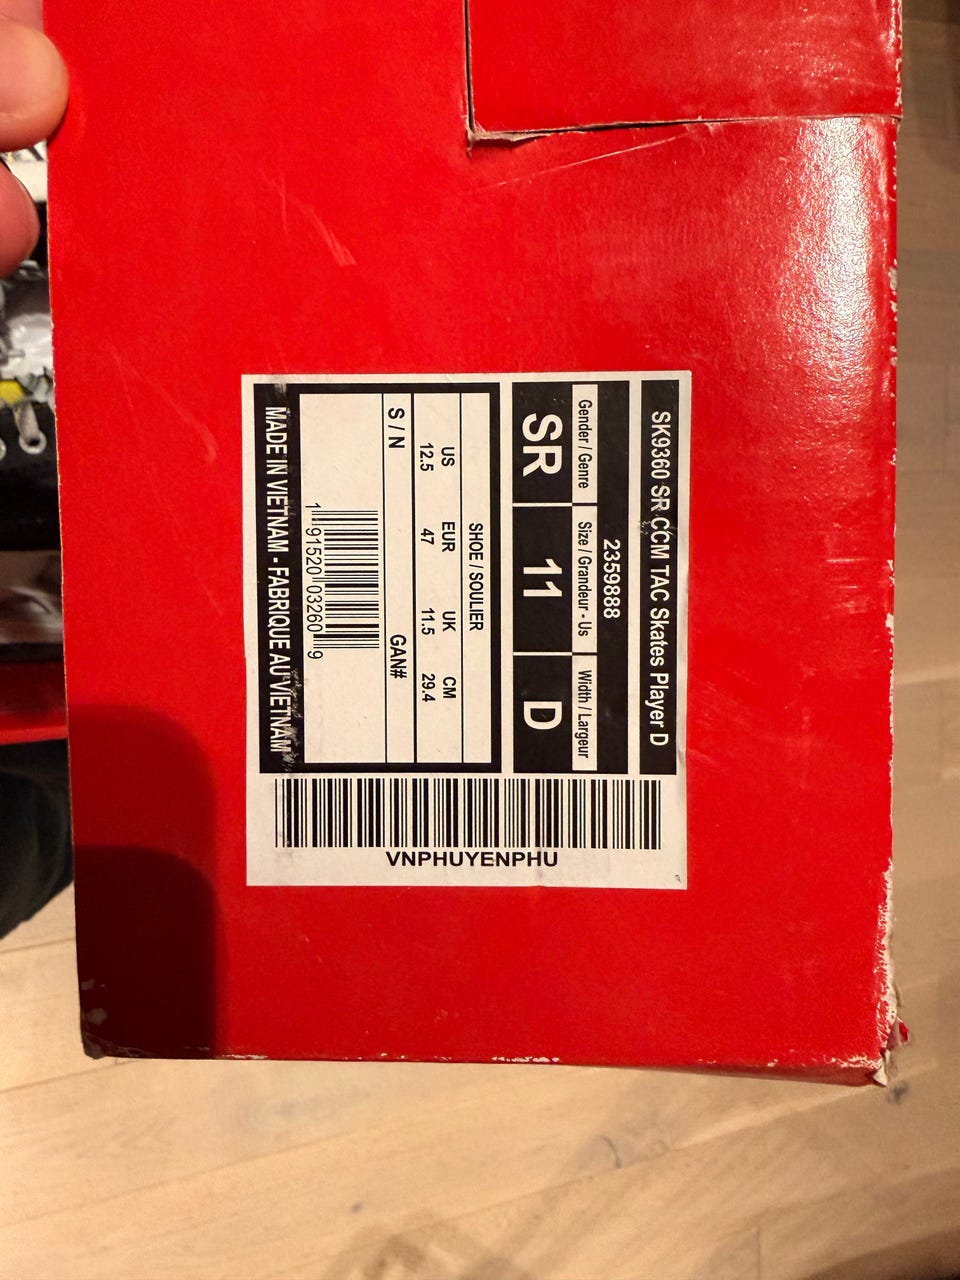 SK9360 SR CCM TAC Skates Player D
2359888
Gender / Genre Size / Grandeur - Us Width / Largeur
SR 11 D
SHOE / SOULIER
US EUR UK CM
12.5 47 11.5 29.4
S / N GAN#
1 91520 03260 9
MADE IN VIETNAM - FABRIQUE AU VIETNAM
VNPHUYENPHU